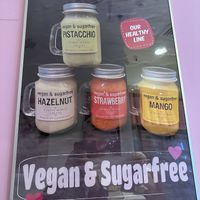 vegan & sugarfree
PISTACCHIO
OUR
HEALTHY
LINE
vegan & sugarfree
HAZELNUT
vegan & sugarfree
STRAWBERRY
vegan & sugarfree
MANGO
Vegan & Sugarfree